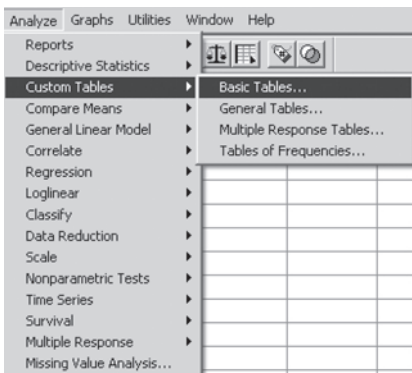 Analyze Graphs Utilities Window Help
Reports
Descriptive Statistics
Custom Tables
Compare Means
General Linear Model
Correlate
Regression
Loglinear
Classify
Data Reduction
Scale
Nonparametric Tests
Time Series
Survival
Multiple Response
Missing Value Analysis...
Basic Tables...
General Tables...
Multiple Response Tables...
Tables of Frequencies...